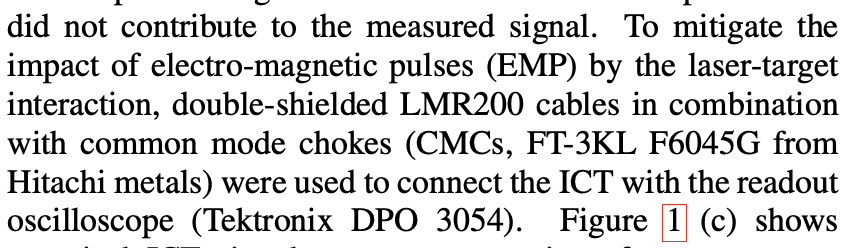 did not contribute to the measured signal. To mitigate the
impact of electro-magnetic pulses (EMP) by the laser-target
interaction, double-shielded LMR200 cables in combination
with common mode chokes (CMCs, FT-3KL F6045G from
Hitachi metals) were used to connect the ICT with the readout
oscilloscope (Tektronix DPO 3054). Figure 1 (c) shows